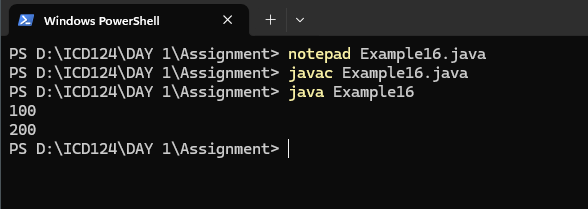 Windows PowerShell
PS D:\ICD124\DAY 1\Assignment> notepad Example16.java
PS D:\ICD124\DAY 1\Assignment> javac Example16.java
PS D:\ICD124\DAY 1\Assignment> java Example16
100
200
PS D:\ICD124\DAY 1\Assignment>